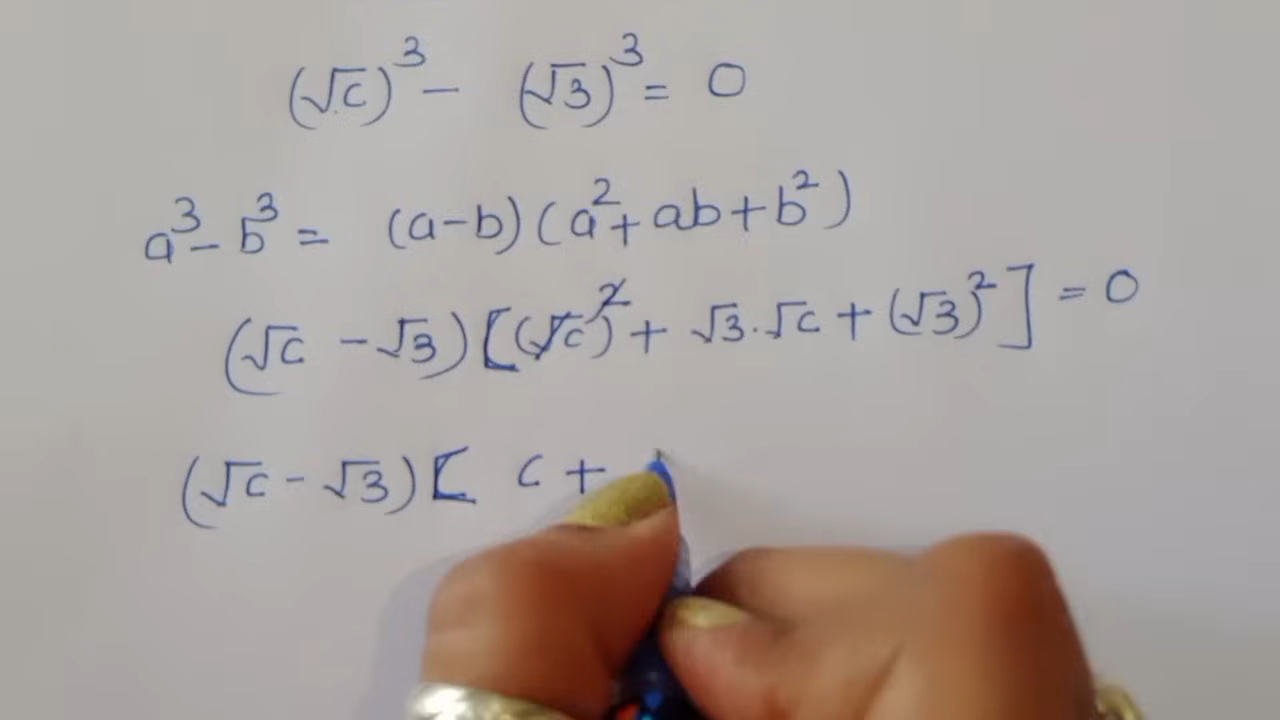 (√c)³ - (√3)³ = 0
a³ - b³ = (a-b)(a²+ab+b²)
(√c - √3)[(√c)² + √3.√c + (√3)²] = 0
(√c - √3)[ c +